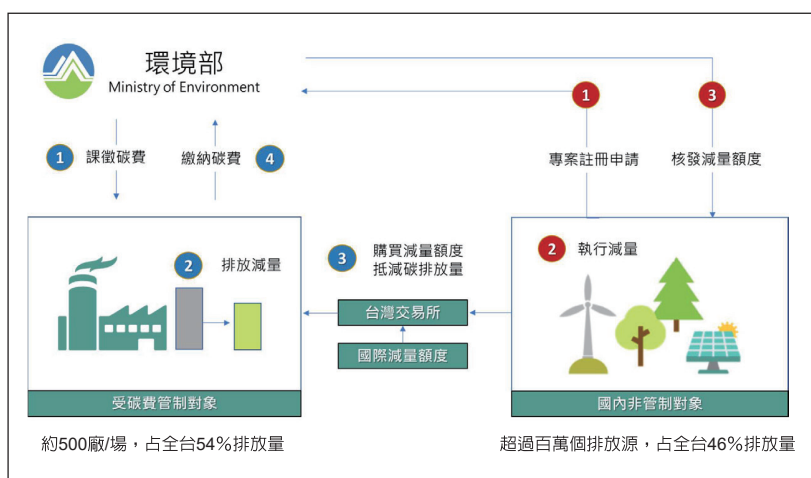 環境部
Ministry of Environment
1
3
1 課徵碳費
繳納碳費 4
專案註冊申請
核發減量額度
2 排放減量
3 購買減量額度
抵減碳排放量
2 執行減量
台灣交易所
國際減量額度
受碳費管制對象
國內非管制對象
約500廠/場，占全台54%排放量
超過百萬個排放源，占全台46%排放量